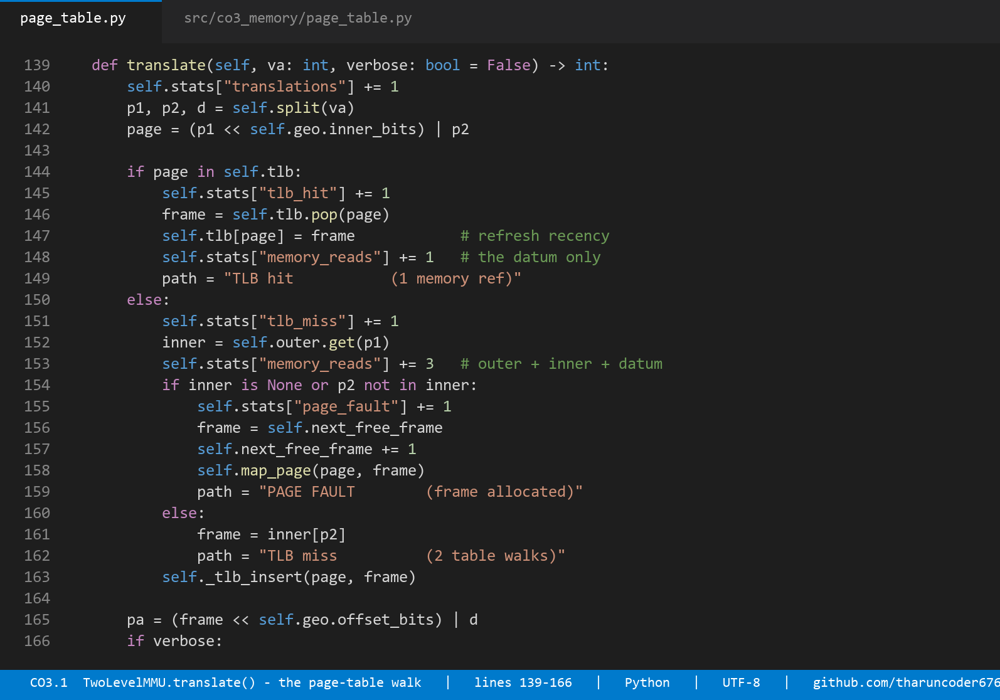 page_table.py    src/co3_memory/page_table.py
139    def translate(self, va: int, verbose: bool = False) -> int:
140        self.stats["translations"] += 1
141        p1, p2, d = self.split(va)
142        page = (p1 << self.geo.inner_bits) | p2
143
144        if page in self.tlb:
145            self.stats["tlb_hit"] += 1
146            frame = self.tlb.pop(page)
147            self.tlb[page] = frame            # refresh recency
148            self.stats["memory_reads"] += 1   # the datum only
149            path = "TLB hit           (1 memory ref)"
150        else:
151            self.stats["tlb_miss"] += 1
152            inner = self.outer.get(p1)
153            self.stats["memory_reads"] += 3   # outer + inner + datum
154            if inner is None or p2 not in inner:
155                self.stats["page_fault"] += 1
156                frame = self.next_free_frame
157                self.next_free_frame += 1
158                self.map_page(page, frame)
159                path = "PAGE FAULT        (frame allocated)"
160            else:
161                frame = inner[p2]
162                path = "TLB miss          (2 table walks)"
163            self._tlb_insert(page, frame)
164
165        pa = (frame << self.geo.offset_bits) | d
166        if verbose:
CO3.1  TwoLevelMMU.translate() - the page-table walk   |   lines 139-166   |   Python   |   UTF-8   |   github.com/tharuncoder676